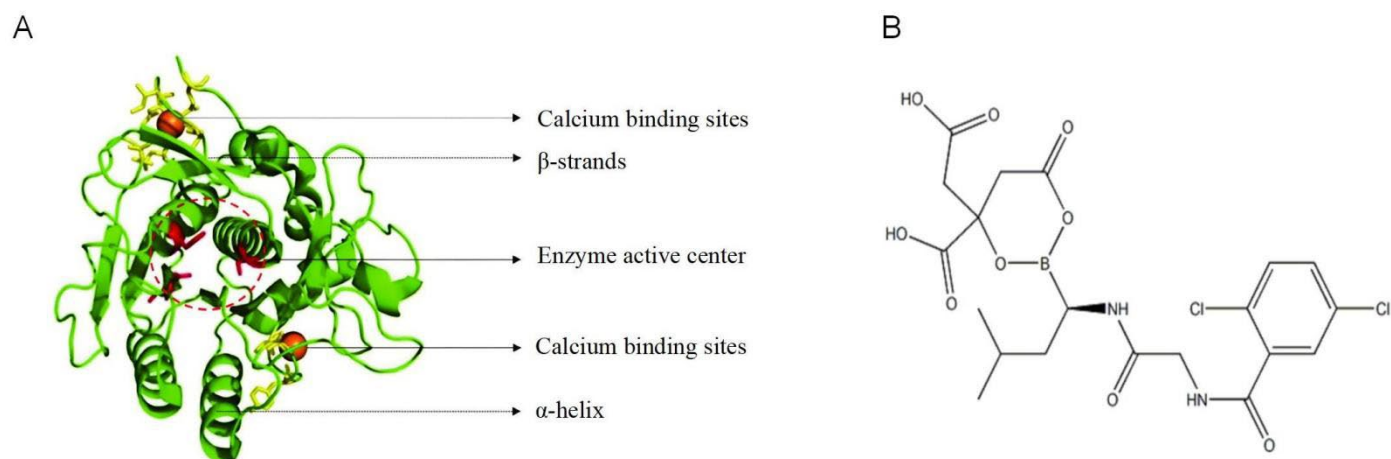 A
B
Calcium binding sites
β-strands
Enzyme active center
Calcium binding sites
α-helix
HO
O
O
HO
O
O
O
B
Cl
Cl
NH
O
HN
O